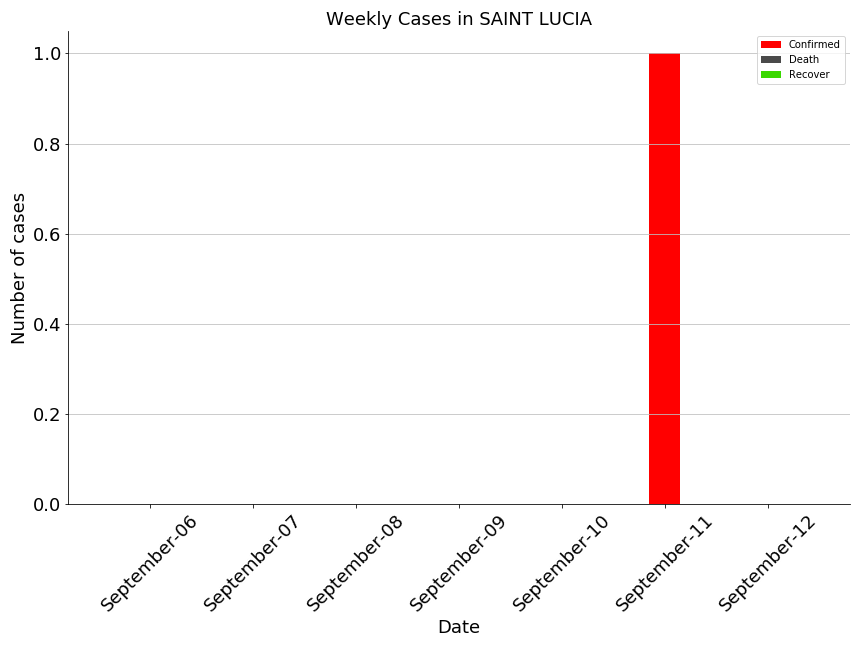 Weekly Cases in SAINT LUCIA
Confirmed
Death
Recover
Number of cases
1.0
0.8
0.6
0.4
0.2
0.0
September-06
September-07
September-08
September-09
September-10
September-11
September-12
Date